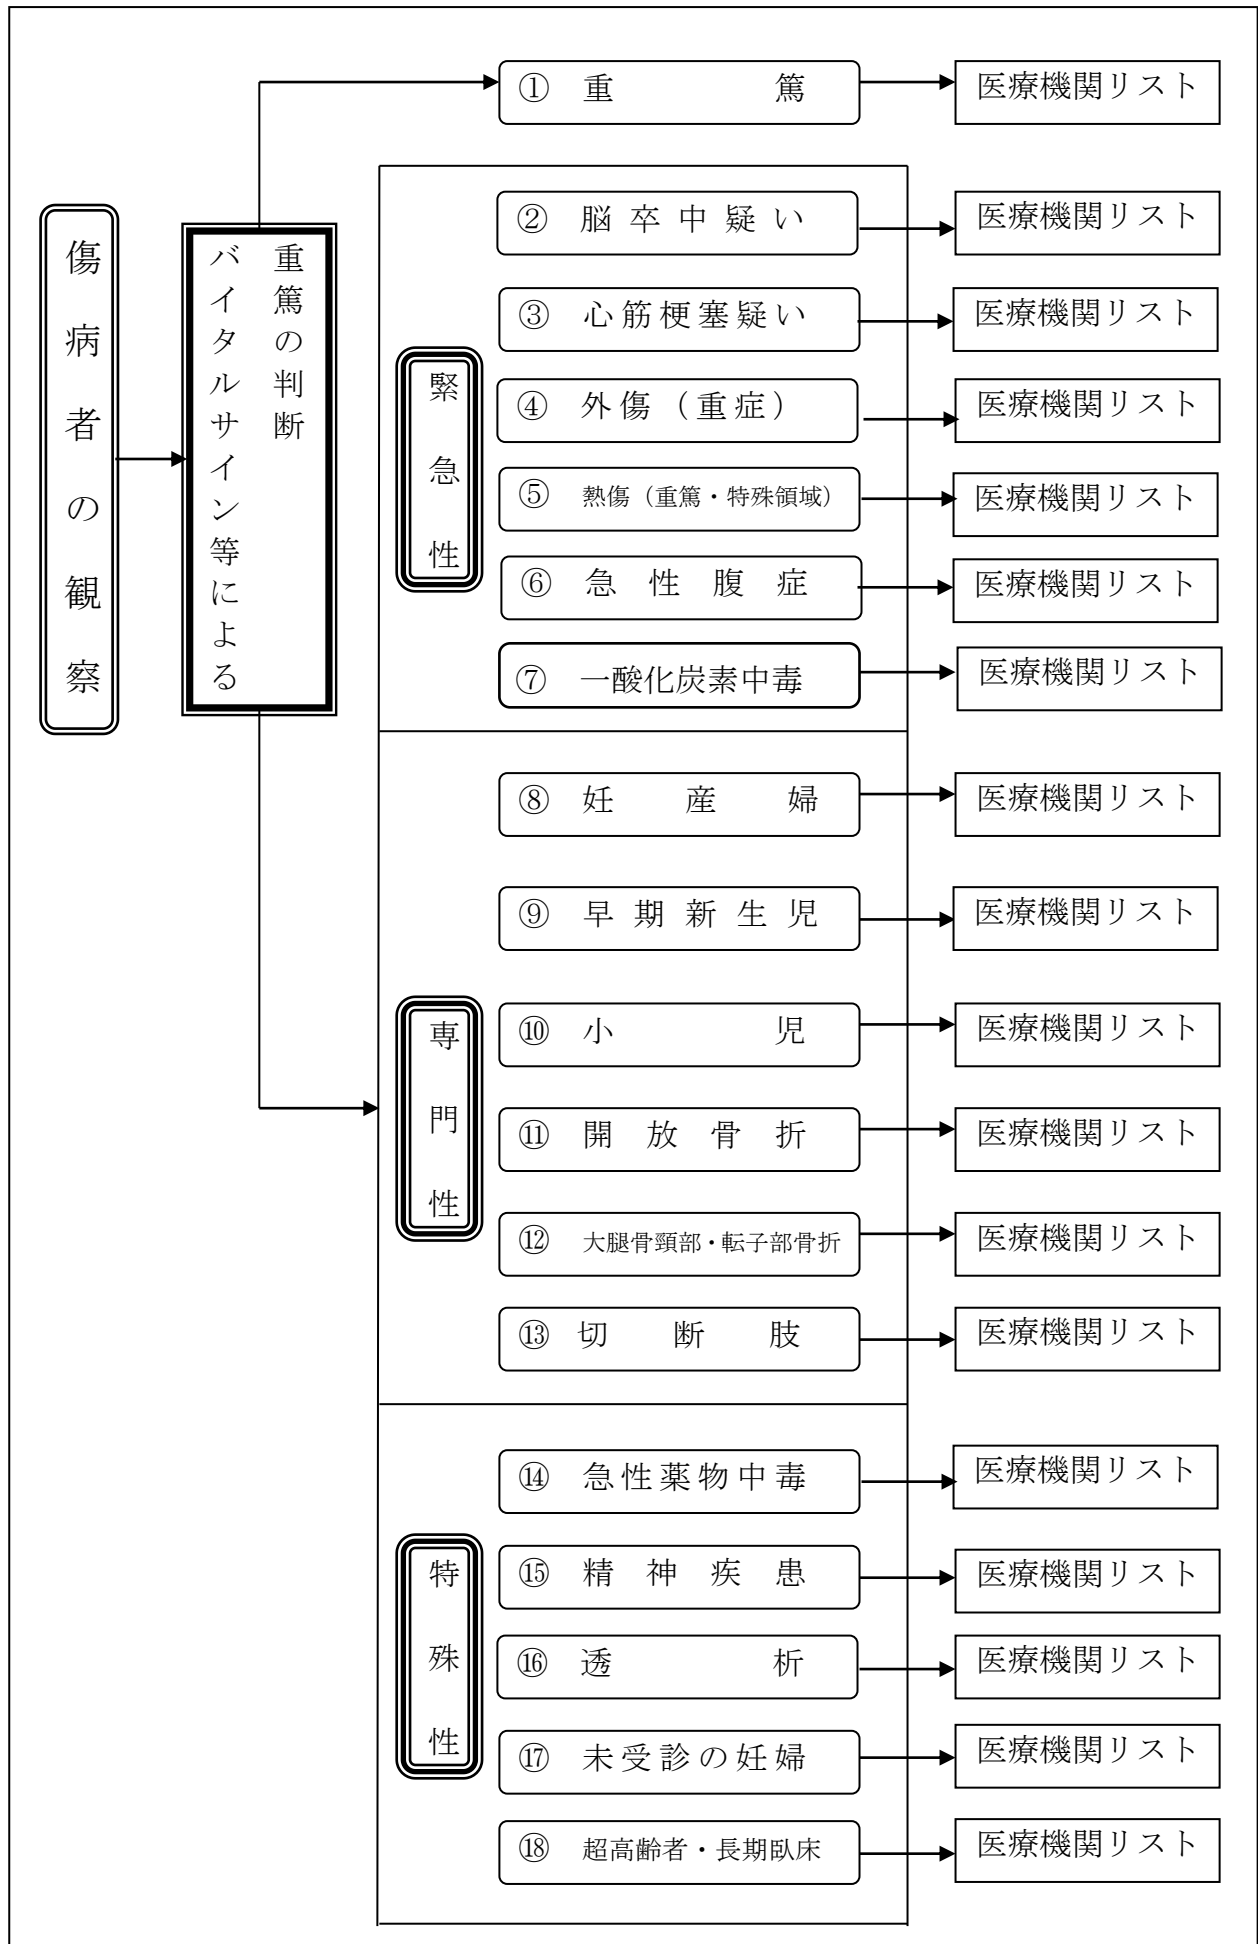 傷病者の観察
重篤の判断
バイタルサイン等による
① 重篤
医療機関リスト
緊急性
② 脳卒中疑い
医療機関リスト
③ 心筋梗塞疑い
医療機関リスト
④ 外傷（重症）
医療機関リスト
⑤ 熱傷（重篤・特殊領域）
医療機関リスト
⑥ 急性腹症
医療機関リスト
⑦ 一酸化炭素中毒
医療機関リスト
専門性
⑧ 妊産婦
医療機関リスト
⑨ 早期新生児
医療機関リスト
⑩ 小児
医療機関リスト
⑪ 開放骨折
医療機関リスト
⑫ 大腿骨頸部・転子部骨折
医療機関リスト
⑬ 切断肢
医療機関リスト
特殊性
⑭ 急性薬物中毒
医療機関リスト
⑮ 精神疾患
医療機関リスト
⑯ 透析
医療機関リスト
⑰ 未受診の妊婦
医療機関リスト
⑱ 超高齢者・長期臥床
医療機関リスト